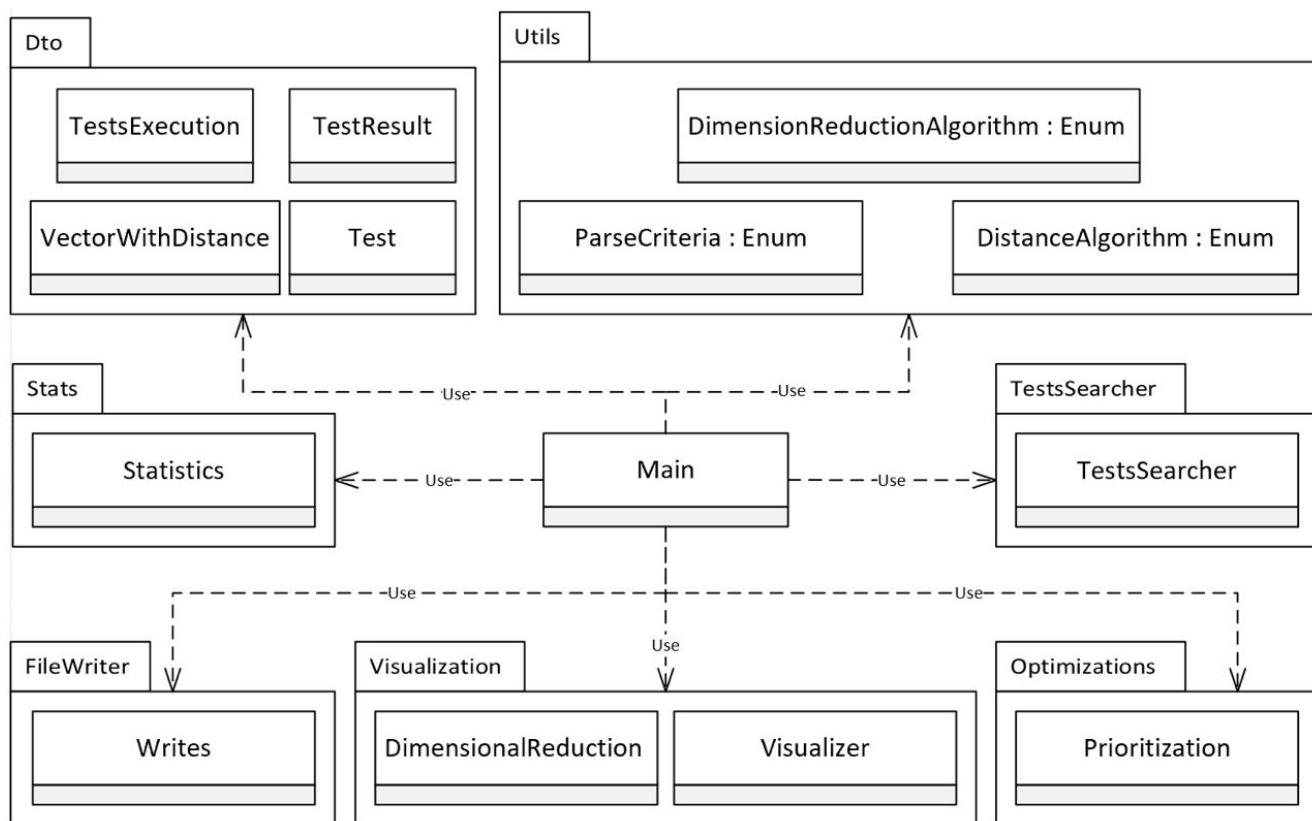 Dto
Utils
TestsExecution
TestResult
DimensionReductionAlgorithm : Enum
VectorWithDistance
Test
ParseCriteria : Enum
DistanceAlgorithm : Enum
Use
Use
Stats
TestsSearcher
Statistics
Use
Main
Use
TestsSearcher
Use
Use
Use
FileWriter
Visualization
Optimizations
Writes
DimensionalReduction
Visualizer
Prioritization